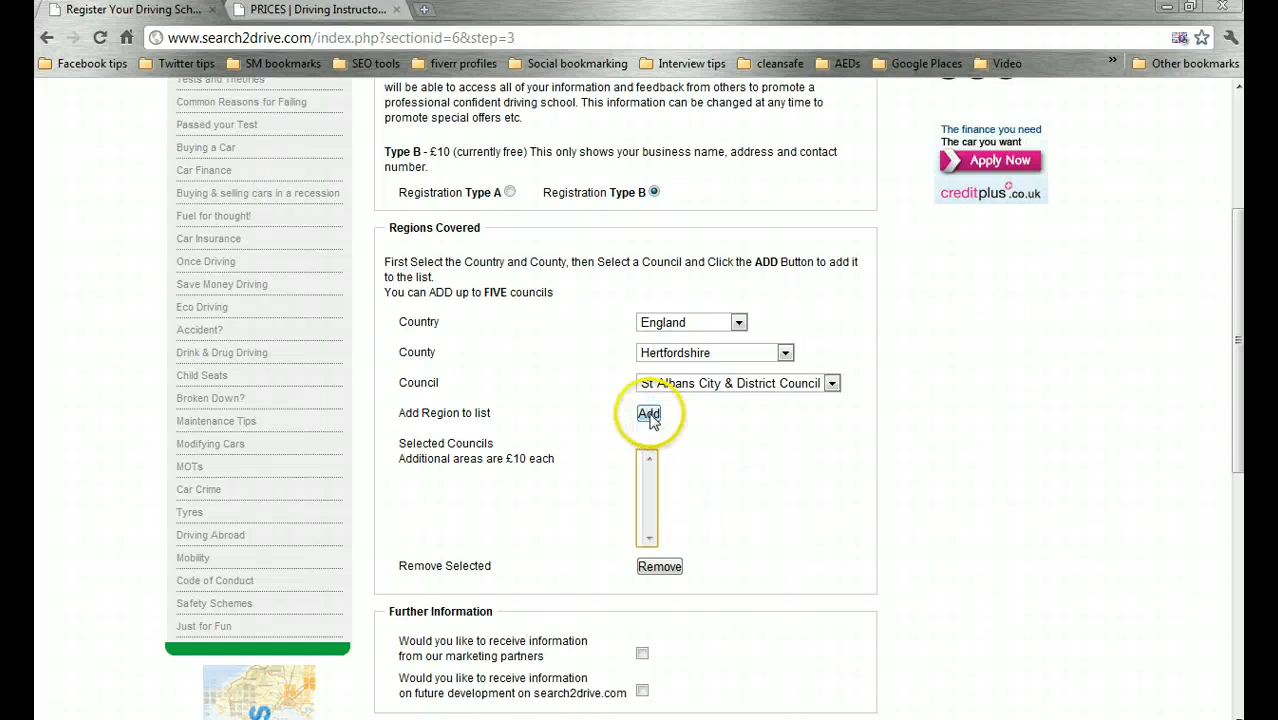 Register Your Driving Sch...
PRICES | Driving Instructo...
www.search2drive.com/index.php?sectionid=6&step=3
Facebook tips
Twitter tips
SM bookmarks
SEO tools
fiverr profiles
Social bookmarking
Interview tips
cleansafe
AEDs
Google Places
Video
»
Other bookmarks
Tests and Theories
Common Reasons for Failing
Passed your Test
Buying a Car
Car Finance
Buying & selling cars in a recession
Fuel for thought!
Car Insurance
Once Driving
Save Money Driving
Eco Driving
Accident?
Drink & Drug Driving
Child Seats
Broken Down?
Maintenance Tips
Modifying Cars
MOTs
Car Crime
Tyres
Driving Abroad
Mobility
Code of Conduct
Safety Schemes
Just for Fun
will be able to access all of your information and feedback from others to promote a
professional confident driving school. This information can be changed at any time to
promote special offers etc.
Type B - £10 (currently free) This only shows your business name, address and contact
number.
Registration Type A
Registration Type B
Regions Covered
First Select the Country and County, then Select a Council and Click the ADD Button to add it
to the list.
You can ADD up to FIVE councils
Country
England
County
Hertfordshire
Council
St Albans City & District Council
Add Region to list
Add
Selected Councils
Additional areas are £10 each
Remove Selected
Remove
Further Information
Would you like to receive information
from our marketing partners
Would you like to receive information
on future development on search2drive.com
The finance you need
The car you want
Apply Now
creditplus.co.uk